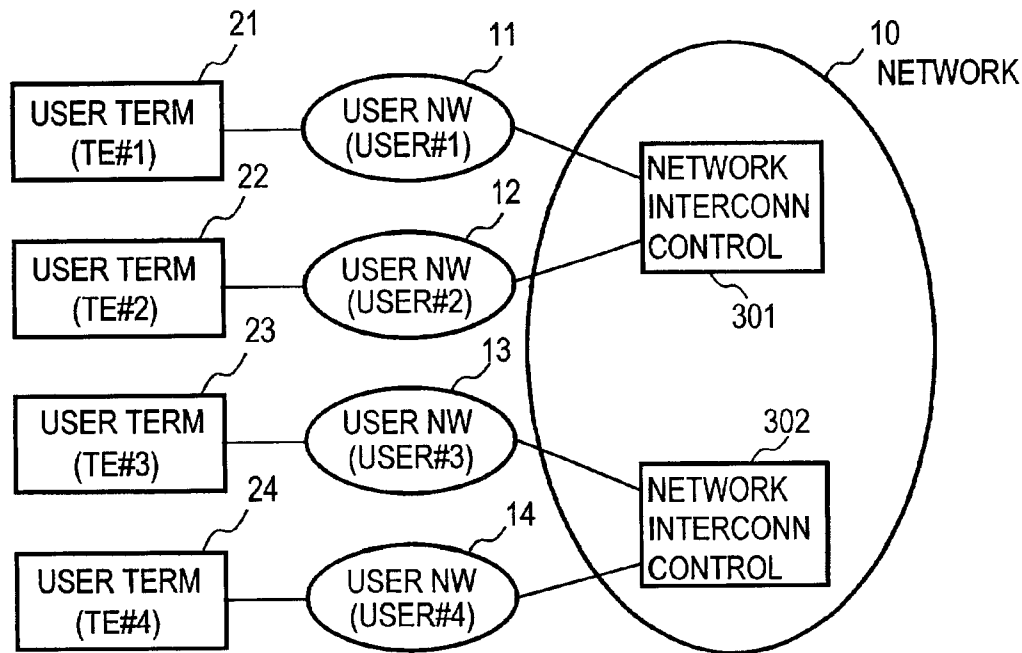 21
11
10
NETWORK
USER TERM
(TE#1)
USER NW
(USER#1)
NETWORK
INTERCONN
CONTROL
301
22
12
USER TERM
(TE#2)
USER NW
(USER#2)
23
13
USER TERM
(TE#3)
USER NW
(USER#3)
302
NETWORK
INTERCONN
CONTROL
24
14
USER TERM
(TE#4)
USER NW
(USER#4)